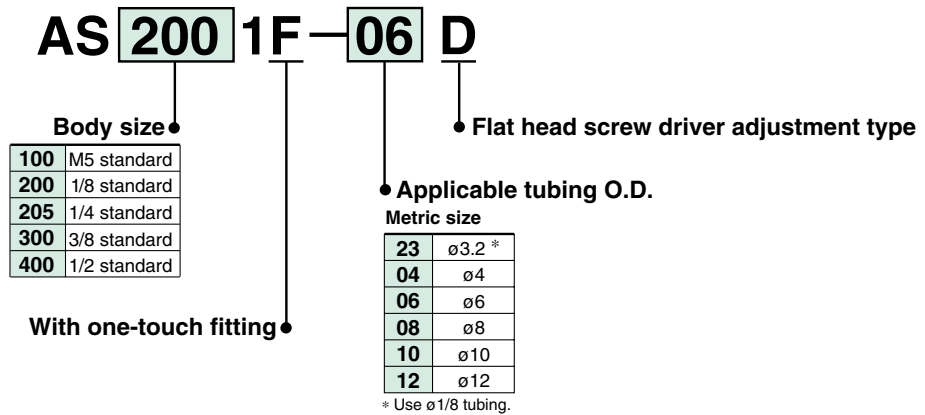 AS 200 1F — 06 D
Body size
100 M5 standard
200 1/8 standard
205 1/4 standard
300 3/8 standard
400 1/2 standard
With one-touch fitting
Flat head screw driver adjustment type
Applicable tubing O.D.
Metric size
23 ø3.2 *
04 ø4
06 ø6
08 ø8
10 ø10
12 ø12
* Use ø1/8 tubing.